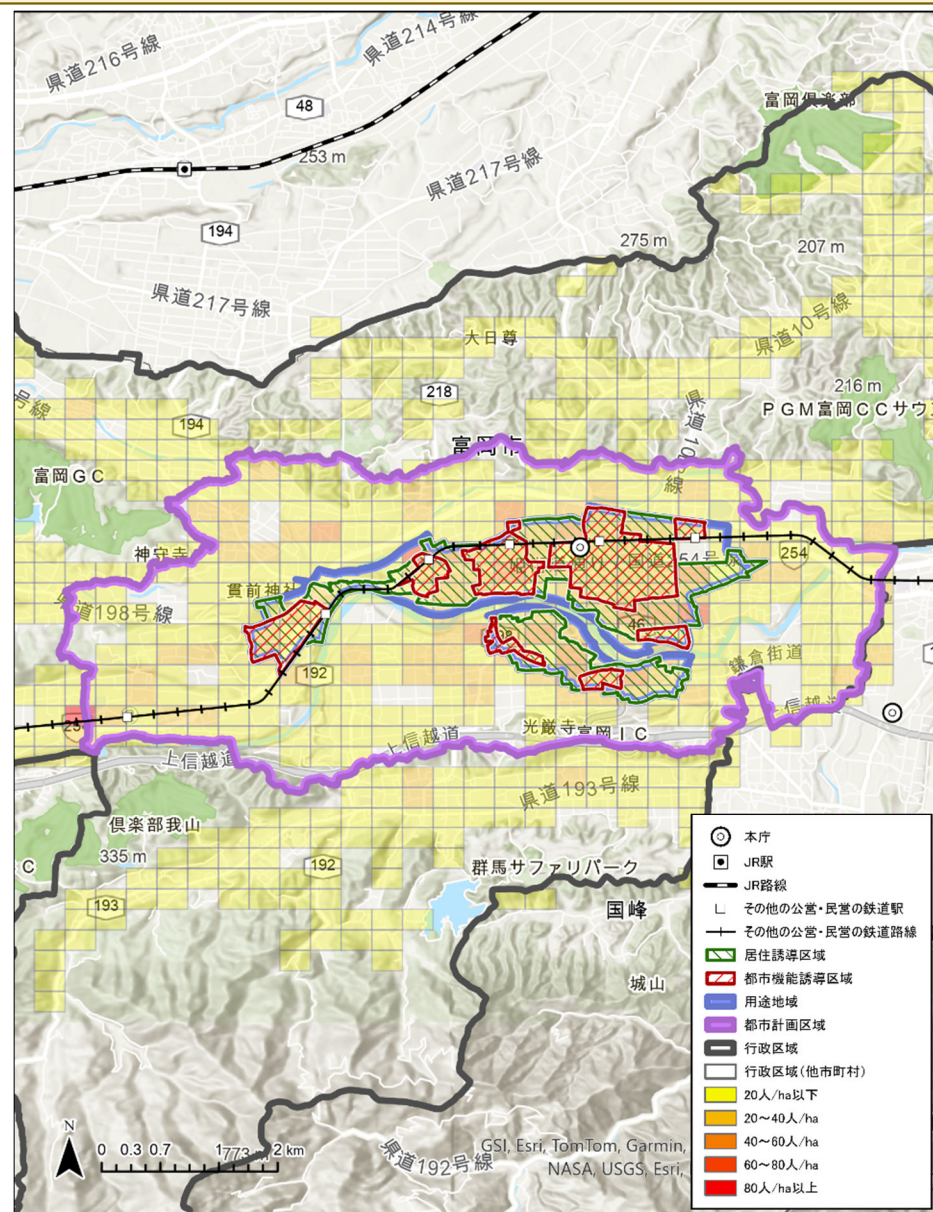 県道216号線
県道214号線
48
富岡倶楽部
253 m
県道217号線
194
275 m
207 m
県道217号線
県道10号線
大日尊
218
216 m
号線
194
県道10
号線
PGM富岡CCサウ
富岡市
富岡GC
神守寺
254号線
254
貫前神社
県道198号線
46
192
鎌倉街道
光厳寺
富岡IC
上信越道
上信越道
上信越道
県道193号線
倶楽部我山
C
335 m
192
群馬サファリパーク
193
国峰
城山
県道192号線
773 m
N
0 0.3 0.7 1 2 km
GSI, Esri, TomTom, Garmin,
NASA, USGS, Esri,
本庁
JR駅
JR路線
その他の公営・民営の鉄道駅
その他の公営・民営の鉄道路線
居住誘導区域
都市機能誘導区域
用途地域
都市計画区域
行政区域
行政区域(他市町村)
20人/ha以下
20～40人/ha
40～60人/ha
60～80人/ha
80人/ha以上